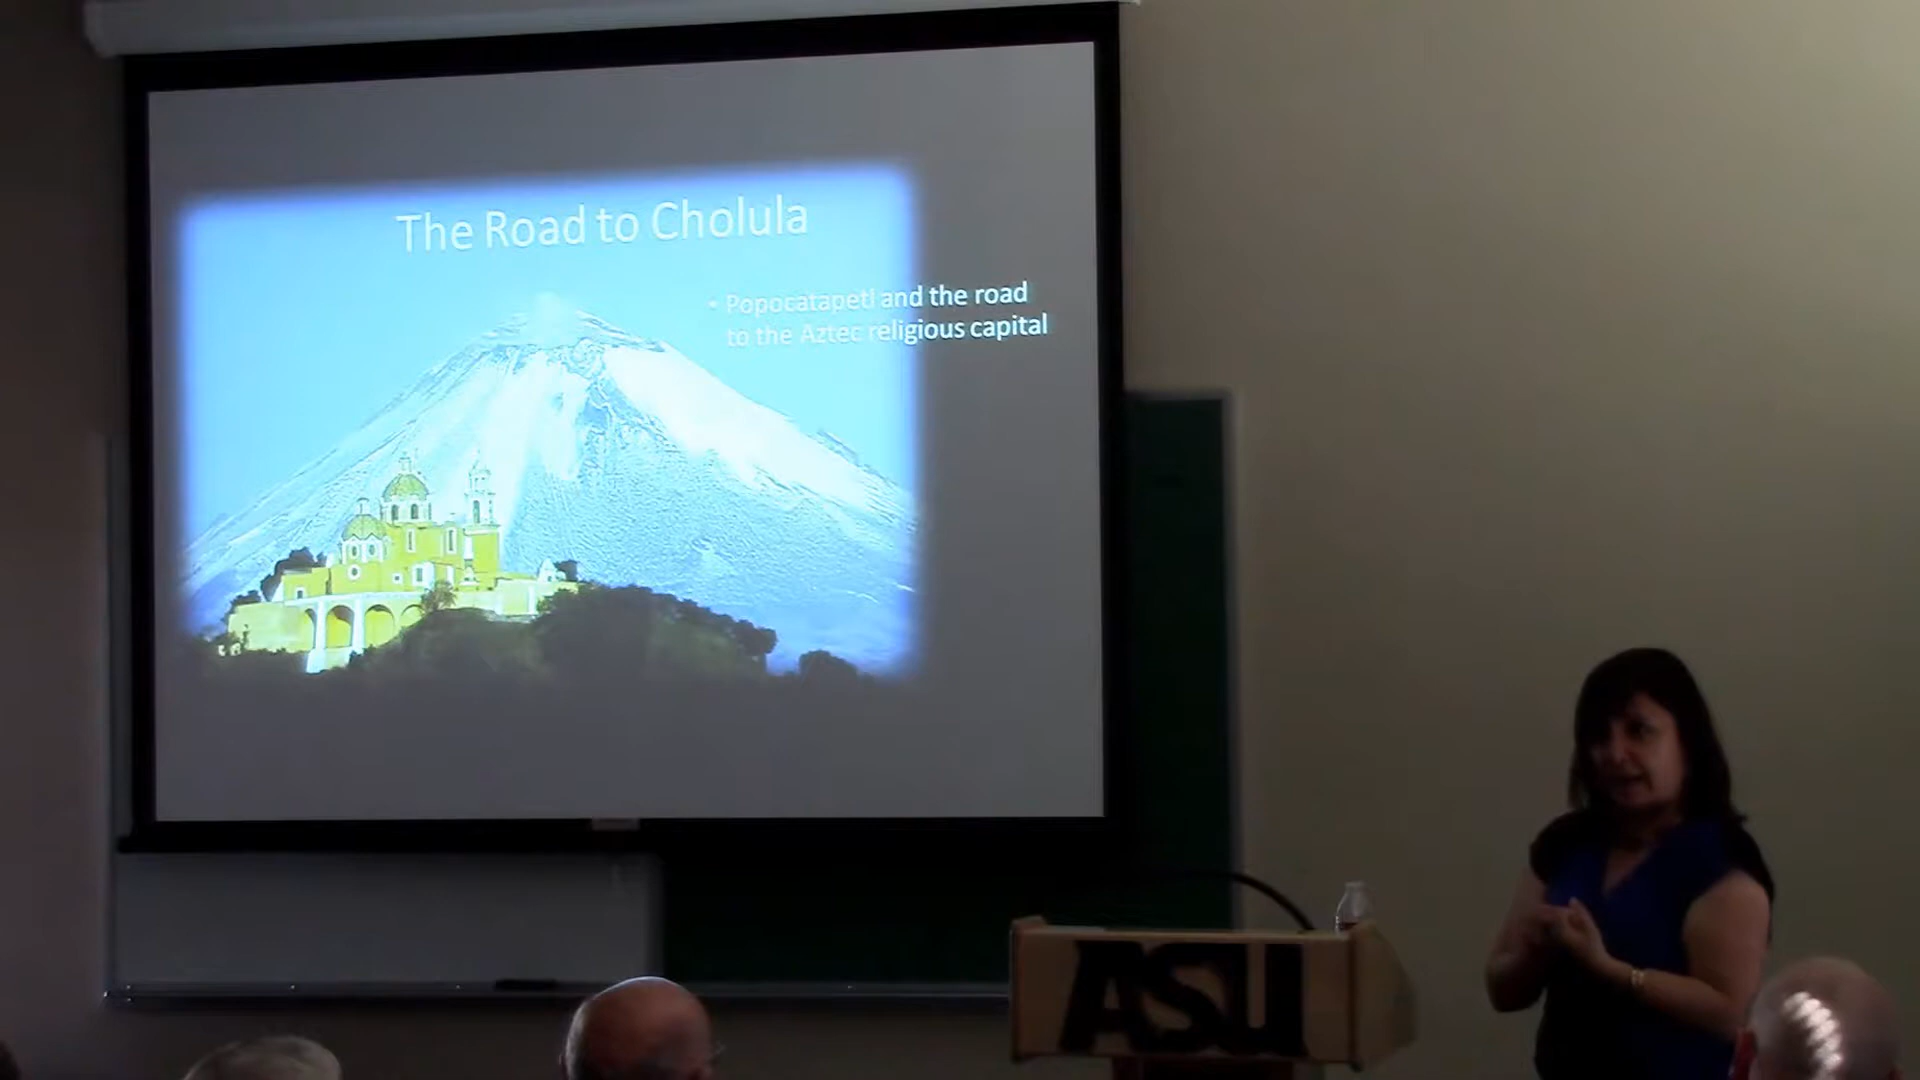 The Road to Cholula
• Popocatapetl and the road
to the Aztec religious capital
ASU